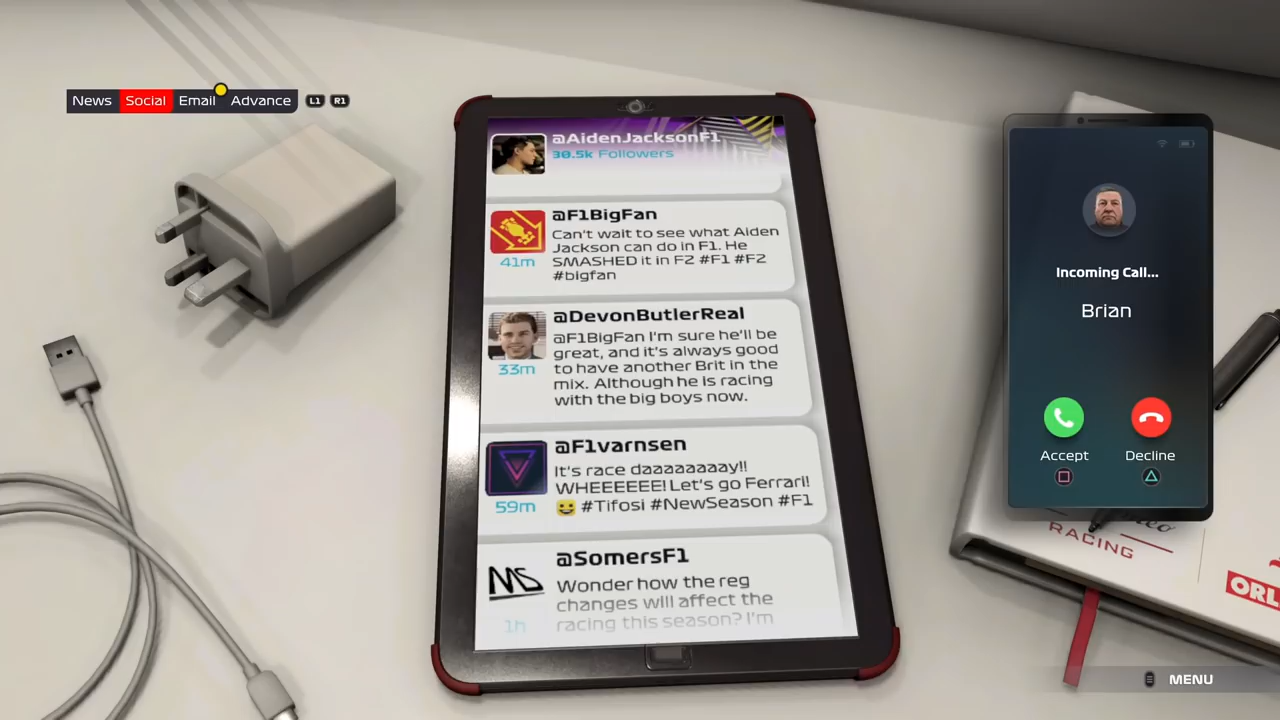 News Social Email Advance L1 R1
@AidenJacksonF1
30.5k Followers
@F1BigFan
Can't wait to see what Aiden
Jackson can do in F1. He
SMASHED it in F2 #F1 #F2
#bigfan
41m
@DevonButlerReal
@F1BigFan I'm sure he'll be
great, and it's always good
to have another Brit in the
mix. Although he is racing
with the big boys now.
33m
@F1varnsen
It's race daaaaaaay!!
WHEEEEEE! Let's go Ferrari!
😀 #Tifosi #NewSeason #F1
59m
@SomersF1
Wonder how the reg
changes will affect the
racing this season? I'm
1h
MS
Incoming Call...
Brian
Accept
Decline
RACING
ORL
MENU